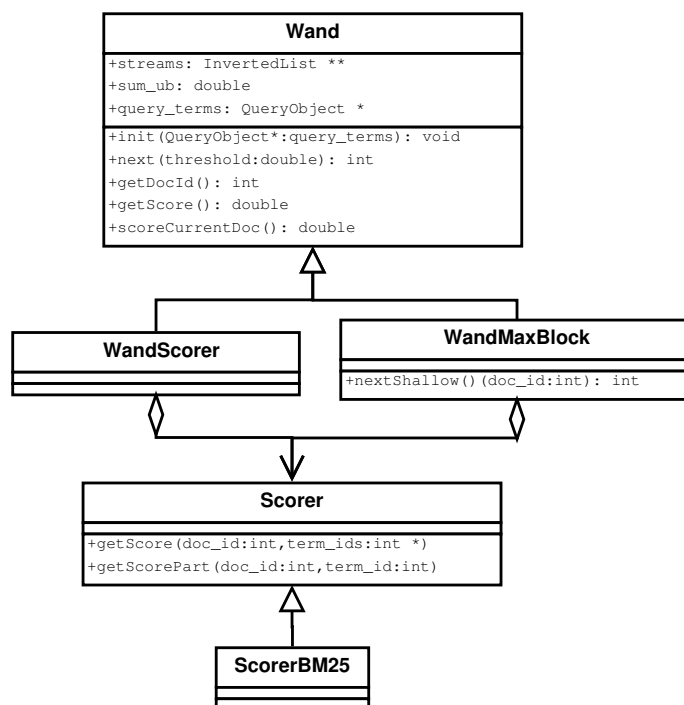 Wand
+streams: InvertedList **
+sum_ub: double
+query_terms: QueryObject *
+init(QueryObject*:query_terms): void
+next(threshold:double): int
+getDocId(): int
+getScore(): double
+scoreCurrentDoc(): double
WandScorer
WandMaxBlock
+nextShallow()(doc_id:int): int
Scorer
+getScore(doc_id:int,term_ids:int *)
+getScorePart(doc_id:int,term_id:int)
ScorerBM25